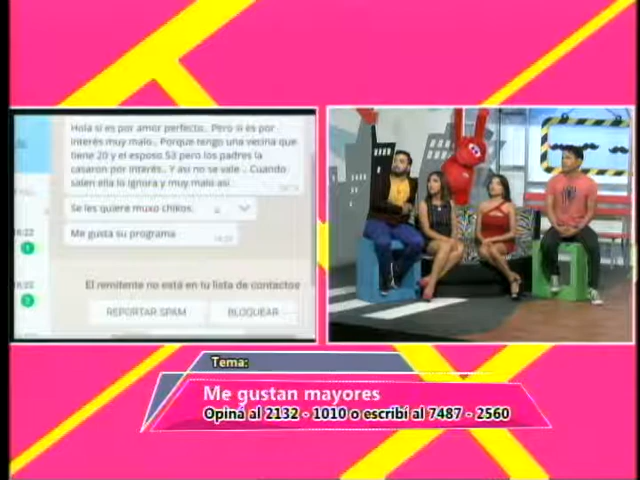 Hola si es por amor perfecto.. Pero si es por
interés muy malo.. Porque tengo una vecina que
tiene 20 y el esposo 53 pero los padres la
casaron por interés.. Y asi no se vale .. Cuando
salen ella lo ignora y muy malo asi
Se les quiere muxo chikos.
Me gusta su programa
El remitente no está en tu lista de contactos
REPORTAR SPAM
BLOQUEAR
Tema:
Me gustan mayores
Opiná al 2132 - 1010 o escribí al 7487 - 2560